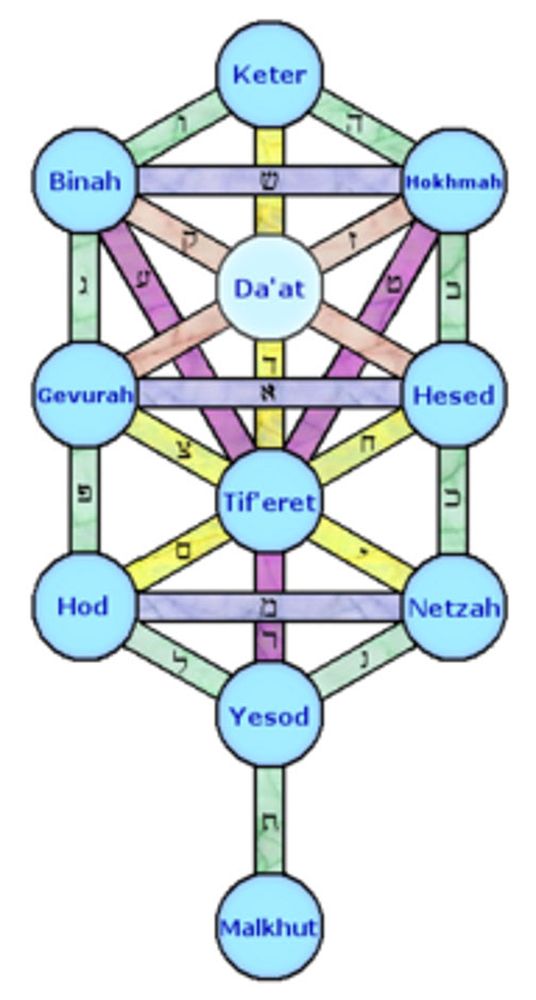 Keter
ו
ה
Binah
ש
Hokhmah
ק
ז
ע
ט
Da'at
ד
Gevurah
א
Hesed
צ
ח
פ
Tif'eret
ס
י
Hod
מ
Netzah
ר
ל
נ
Yesod
ת
Malkhut